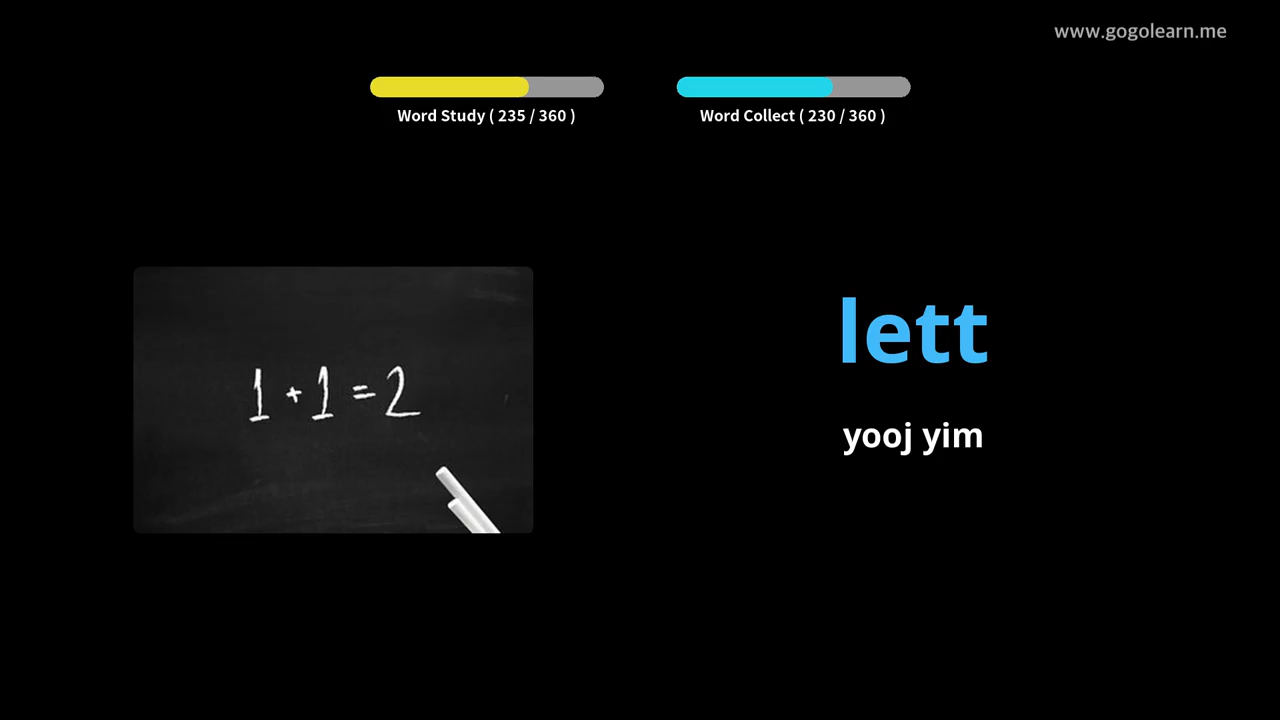 www.gogolearn.me
Word Study ( 235 / 360 )
Word Collect ( 230 / 360 )
1 + 1 = 2
lett
yooj yim